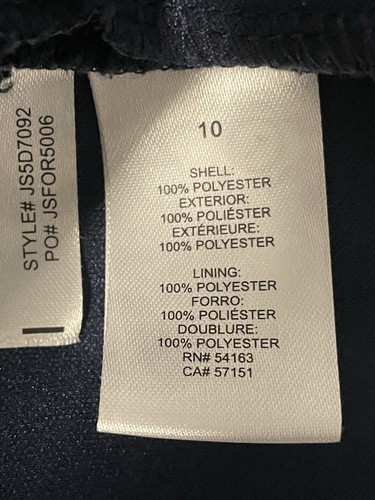 STYLE# JS5D7092
PO# JSFOR5006
10
SHELL:
100% POLYESTER
EXTERIOR:
100% POLIÉSTER
EXTÉRIEURE:
100% POLYESTER
LINING:
100% POLYESTER
FORRO:
100% POLIÉSTER
DOUBLURE:
100% POLYESTER
RN# 54163
CA# 57151